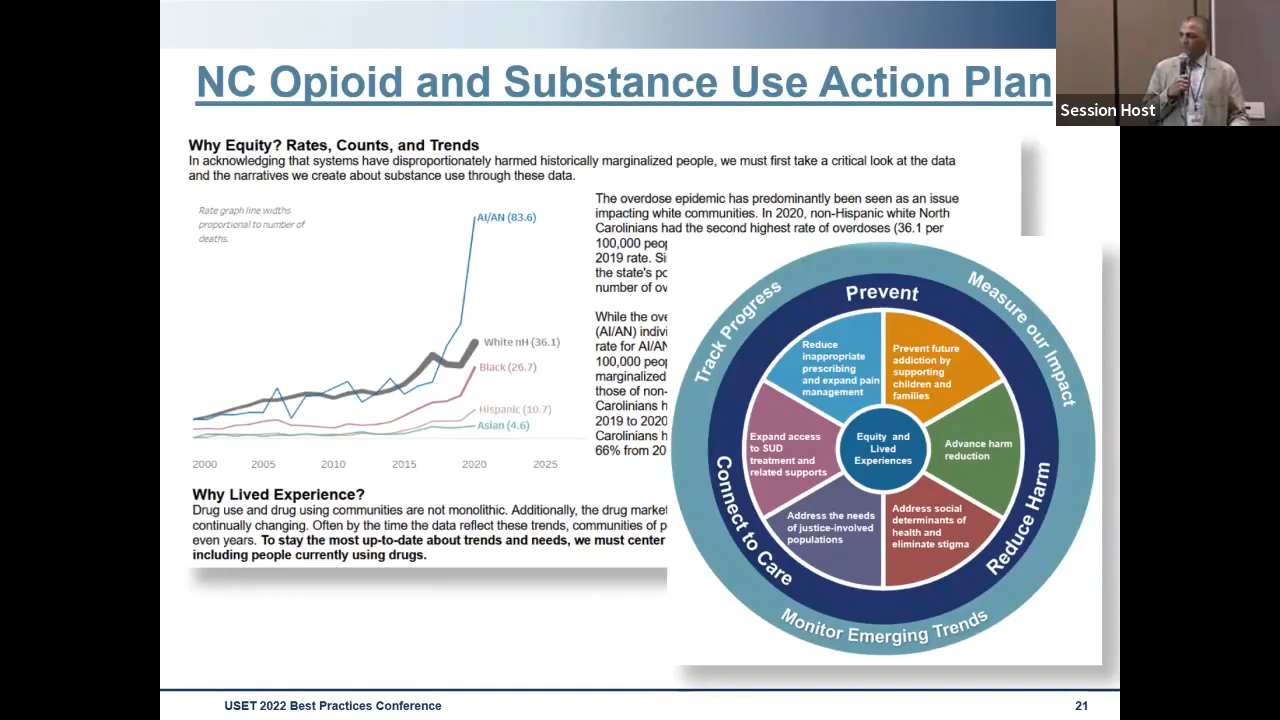 NC Opioid and Substance Use Action Plan
Session Host
Why Equity? Rates, Counts, and Trends
In acknowledging that systems have disproportionately harmed historically marginalized people, we must first take a critical look at the data
and the narratives we create about substance use through these data.
Rate graph line widths
proportional to number of
deaths.
AI/AN (83.6)
White nH (36.1)
Black (26.7)
Hispanic (10.7)
Asian (4.6)
2000 2005 2010 2015 2020 2025
The overdose epidemic has predominantly been seen as an issue
impacting white communities. In 2020, non-Hispanic white North
Carolinians had the second highest rate of overdoses (36.1 per
100,000
2019 rate.
the state's
number of
While the
(AI/AN)
rate for
100,000
marginalized
those of non-
Carolinians
2019 to 2020
Carolinians
66% from
Why Lived Experience?
Drug use and drug using communities are not monolithic. Additionally, the drug market
continually changing. Often by the time the data reflect these trends, communities of
even years. To stay the most up-to-date about trends and needs, we must center
including people currently using drugs.
Track Progress
Measure our Impact
Monitor Emerging Trends
Prevent
Reduce Harm
Connect to Care
Reduce
inappropriate
prescribing
and expand pain
management
Prevent future
addiction by
supporting
children and
families
Expand access
to SUD
treatment and
related supports
Equity and
Lived
Experiences
Advance harm
reduction
Address the needs
of justice-involved
populations
Address social
determinants of
health and
eliminate stigma
USET 2022 Best Practices Conference
21